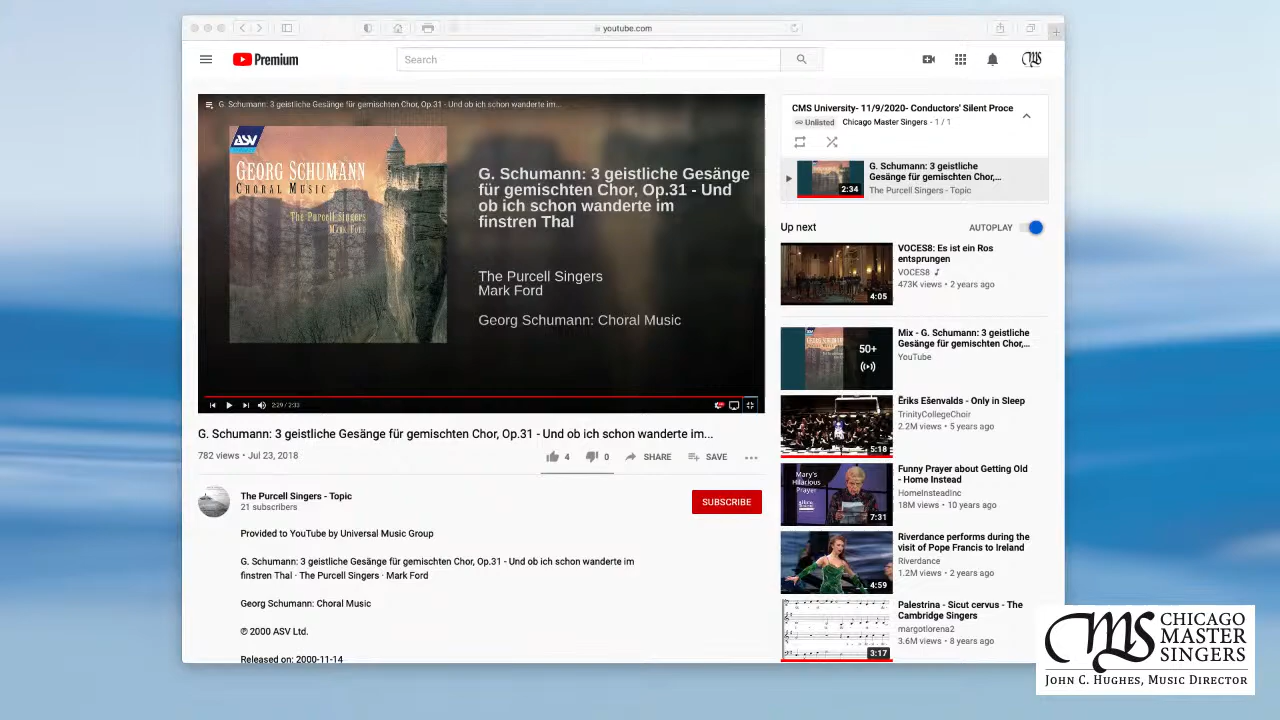 youtube.com
Premium
Search
G. Schumann: 3 geistliche Gesänge für gemischten Chor, Op.31 - Und ob ich schon wanderte im...
ASV
GEORG SCHUMANN
CHORAL MUSIC
The Purcell Singers
MARK FORD
G. Schumann: 3 geistliche Gesänge
für gemischten Chor, Op.31 - Und
ob ich schon wanderte im
finstren Thal
The Purcell Singers
Mark Ford
Georg Schumann: Choral Music
2:29 / 2:33
G. Schumann: 3 geistliche Gesänge für gemischten Chor, Op.31 - Und ob ich schon wanderte im...
782 views • Jul 23, 2018
4
0
SHARE
SAVE
The Purcell Singers - Topic
21 subscribers
SUBSCRIBE
Provided to YouTube by Universal Music Group
G. Schumann: 3 geistliche Gesänge für gemischten Chor, Op.31 - Und ob ich schon wanderte im
finstren Thal · The Purcell Singers · Mark Ford
Georg Schumann: Choral Music
℗ 2000 ASV Ltd.
Released on: 2000-11-14
CMS University- 11/9/2020- Conductors' Silent Proce
Unlisted
Chicago Master Singers - 1 / 1
2:34
G. Schumann: 3 geistliche
Gesänge für gemischten Chor,...
The Purcell Singers - Topic
Up next
AUTOPLAY
4:05
VOCES8: Es ist ein Ros
entsprungen
VOCES8
473K views • 2 years ago
50+
Mix - G. Schumann: 3 geistliche
Gesänge für gemischten Chor,...
YouTube
5:18
Ēriks Ešenvalds - Only in Sleep
TrinityCollegeChoir
2.2M views • 5 years ago
Mary's
Hilarious
Prayer
7:31
Funny Prayer about Getting Old
- Home Instead
HomeInsteadInc
18M views • 10 years ago
4:59
Riverdance performs during the
visit of Pope Francis to Ireland
Riverdance
1.2M views • 2 years ago
3:17
Palestrina - Sicut cervus - The
Cambridge Singers
margotlorena2
3.6M views • 8 years ago
CMS
CHICAGO
MASTER
SINGERS
JOHN C. HUGHES, MUSIC DIRECTOR